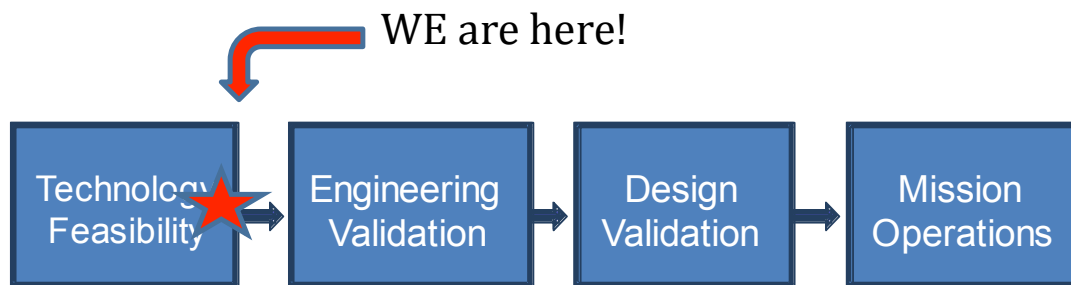 WE are here!
Technology
Feasibility
Engineering
Validation
Design
Validation
Mission
Operations